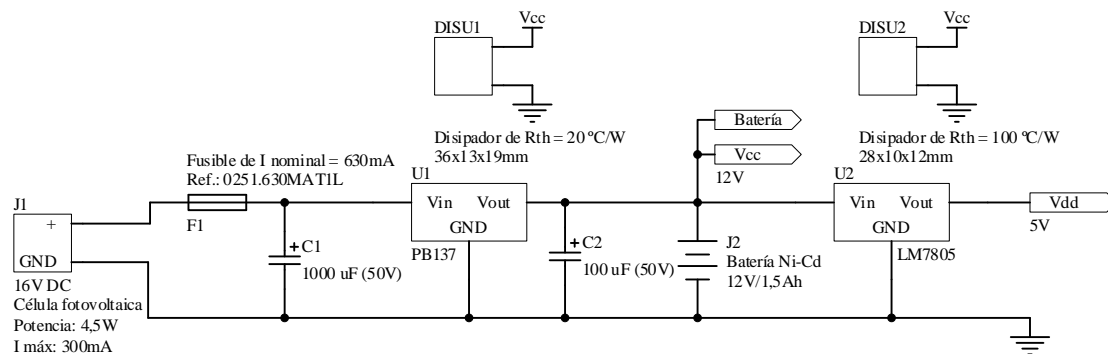 DISU1
Vcc
DISU2
Vcc
Disipador de Rth = 20 ºC/W
36x13x19mm
Batería
Vcc
12V
Disipador de Rth = 100 ºC/W
28x10x12mm
Fusible de I nominal = 630mA
Ref.: 0251.630MAT1L
F1
U1
Vin
Vout
GND
PB137
U2
Vin
Vout
GND
LM7805
Vdd
5V
J1
+
GND
16V DC
Célula fotovoltaica
Potencia: 4,5W
I máx: 300mA
+
C1
1000 uF (50V)
+
C2
100 uF (50V)
J2
Batería Ni-Cd
12V/1,5Ah